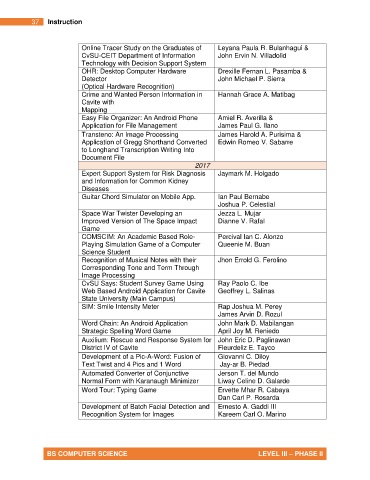 37 Instruction
Online Tracer Study on the Graduates of Leyana Paula R. Bulanhagui &
CvSU-CEIT Department of Information John Ervin N. Villadolid
Technology with Decision Support System
OHR: Desktop Computer Hardware Drexille Fernan L. Pasamba &
Detector John Michael P. Sierra
(Optical Hardware Recognition)
Crime and Wanted Person Information in Hannah Grace A. Matibag
Cavite with
Mapping
Easy File Organizer: An Android Phone Amiel R. Averilla &
Application for File Management James Paul G. Ilano
Transteno: An Image Processing James Harold A. Purisima &
Application of Gregg Shorthand Converted Edwin Romeo V. Sabarre
to Longhand Transcription Writing Into
Document File
2017
Expert Support System for Risk Diagnosis Jaymark M. Holgado
and Information for Common Kidney
Diseases
Guitar Chord Simulator on Mobile App. Ian Paul Bernabe
Joshua P. Celestial
Space War Twister Developing an Jezza L. Mujar
Improved Version of The Space Impact Dianne V. Rafal
Game
COMSCIM: An Academic Based Role- Percival Ian C. Alonzo
Playing Simulation Game of a Computer Queenie M. Buan
Science Student
Recognition of Musical Notes with their Jhon Errold G. Ferolino
Corresponding Tone and Term Through
Image Processing
CvSU Says: Student Survey Game Using Ray Paolo C. Ibe
Web Based Android Application for Cavite Geoffrey L. Salinas
State University (Main Campus)
SIM: Smile Intensity Meter Rap Joshua M. Perey
James Arvin D. Rozul
Word Chain: An Android Application John Mark D. Mabilangan
Strategic Spelling Word Game April Joy M. Reniedo
Auxilium: Rescue and Response System for John Eric D. Paglinawan
District IV of Cavite Fleurdeliz E. Tayco
Development of a Pic-A-Word: Fusion of Giovanni C. Diloy
Text Twist and 4 Pics and 1 Word Jay-ar B. Piedad
Automated Converter of Conjunctive Jerson T. del Mundo
Normal Form with Karanaugh Minimizor Liway Celine D. Galarde
Word Tour: Typing Game Ervette Mhar R. Cabaya
Dan Carl P. Rosarda
Development of Batch Facial Detection and Ernesto A. Gaddi III
Recognition System for Images Kareem Carl O. Marino
BS COMPUTER SCIENCE LEVEL III – PHASE II